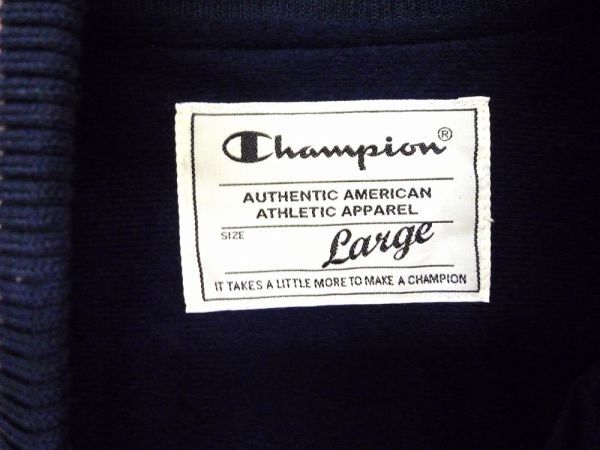 Champion®
AUTHENTIC AMERICAN
ATHLETIC APPAREL
SIZE
Large
IT TAKES A LITTLE MORE TO MAKE A CHAMPION